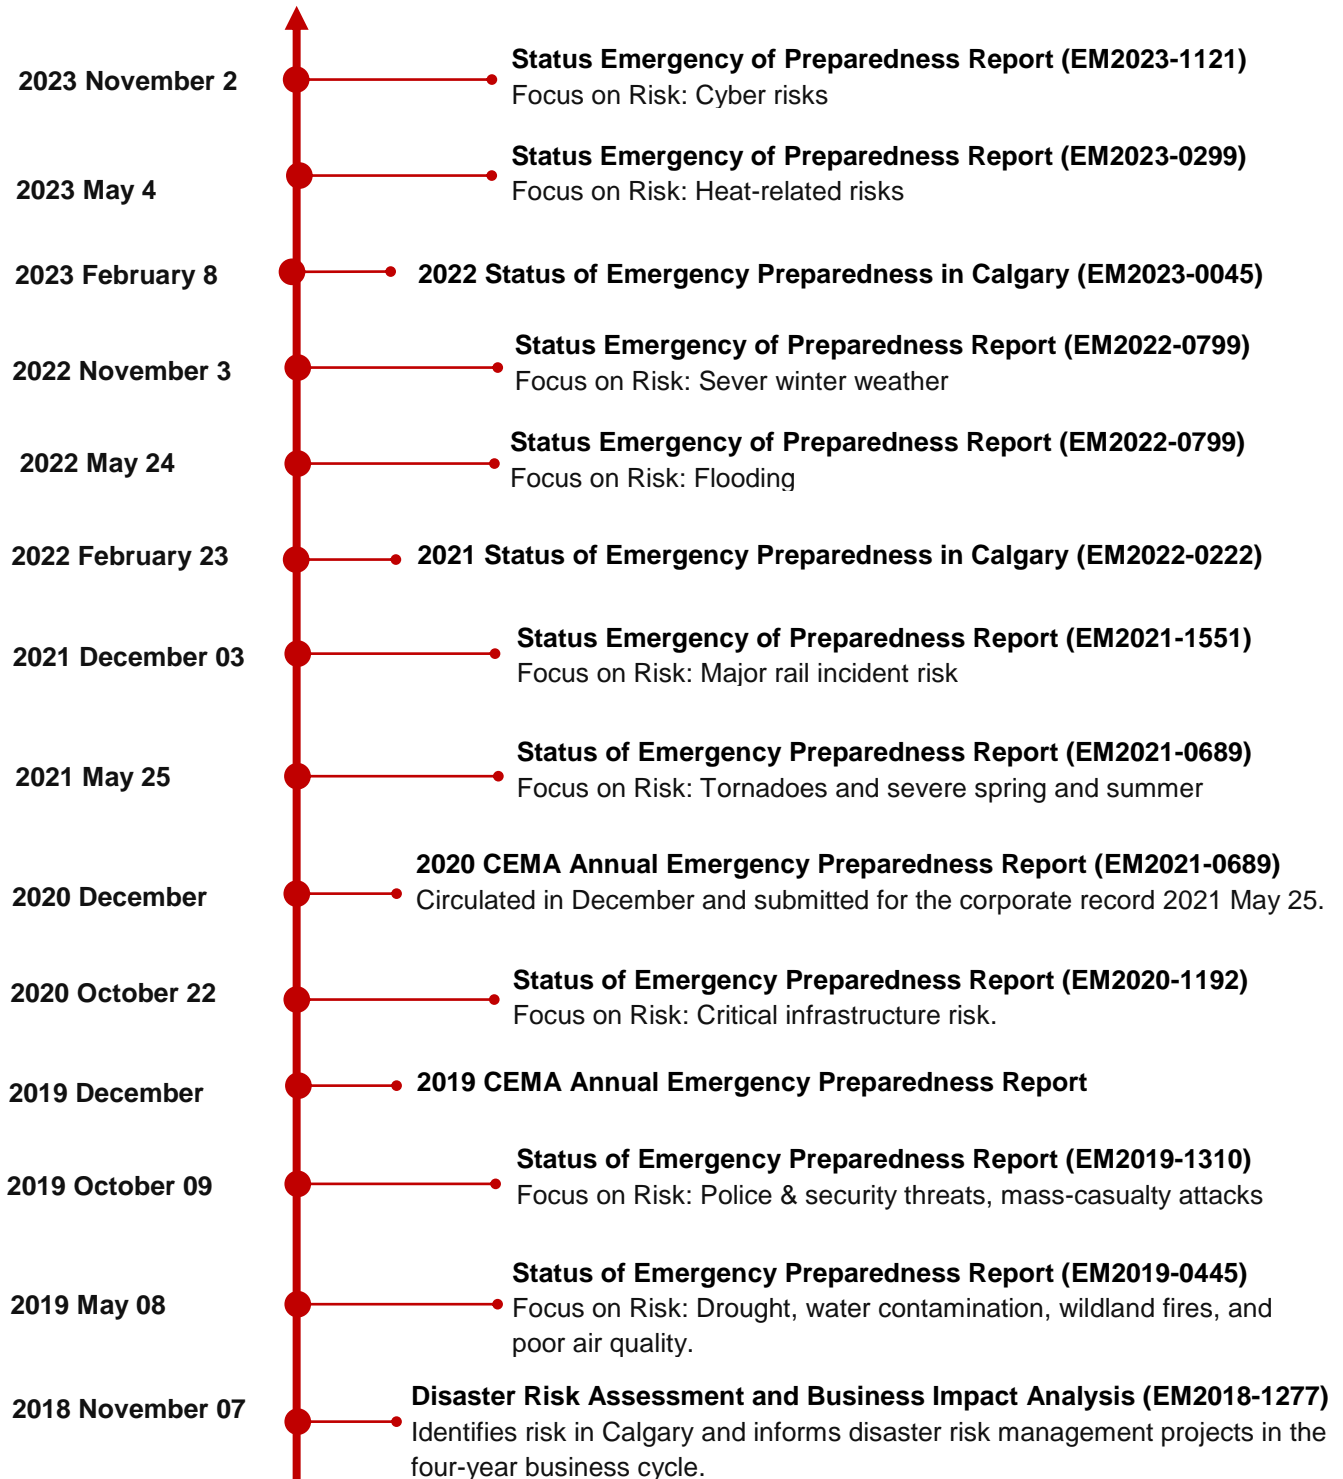 2023 November 2
Status Emergency of Preparedness Report (EM2023-1121)
Focus on Risk: Cyber risks
2023 May 4
Status Emergency of Preparedness Report (EM2023-0299)
Focus on Risk: Heat-related risks
2023 February 8
2022 Status of Emergency Preparedness in Calgary (EM2023-0045)
2022 November 3
Status Emergency of Preparedness Report (EM2022-0799)
Focus on Risk: Sever winter weather
2022 May 24
Status Emergency of Preparedness Report (EM2022-0799)
Focus on Risk: Flooding
2022 February 23
2021 Status of Emergency Preparedness in Calgary (EM2022-0222)
2021 December 03
Status Emergency of Preparedness Report (EM2021-1551)
Focus on Risk: Major rail incident risk
2021 May 25
Status of Emergency Preparedness Report (EM2021-0689)
Focus on Risk: Tornadoes and severe spring and summer
2020 December
2020 CEMA Annual Emergency Preparedness Report (EM2021-0689)
Circulated in December and submitted for the corporate record 2021 May 25.
2020 October 22
Status of Emergency Preparedness Report (EM2020-1192)
Focus on Risk: Critical infrastructure risk.
2019 December
2019 CEMA Annual Emergency Preparedness Report
2019 October 09
Status of Emergency Preparedness Report (EM2019-1310)
Focus on Risk: Police & security threats, mass-casualty attacks
2019 May 08
Status of Emergency Preparedness Report (EM2019-0445)
Focus on Risk: Drought, water contamination, wildland fires, and
poor air quality.
2018 November 07
Disaster Risk Assessment and Business Impact Analysis (EM2018-1277)
Identifies risk in Calgary and informs disaster risk management projects in the
four-year business cycle.